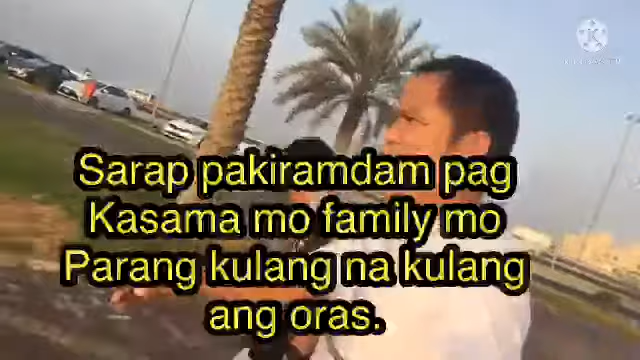 Sarap pakiramdam pag
Kasama mo family mo
Parang kulang na kulang
ang oras.